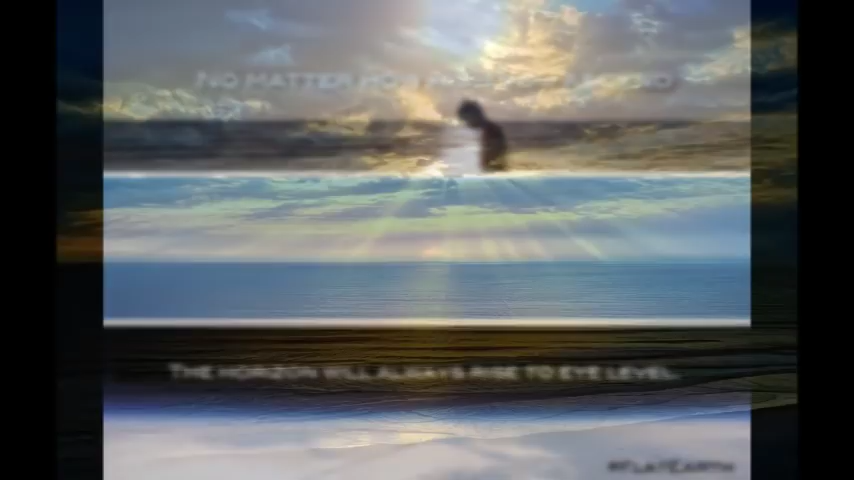 NO MATTER HOW
THE HORIZON WILL ALWAYS RISE TO EYE LEVEL.
#FLATEARTH